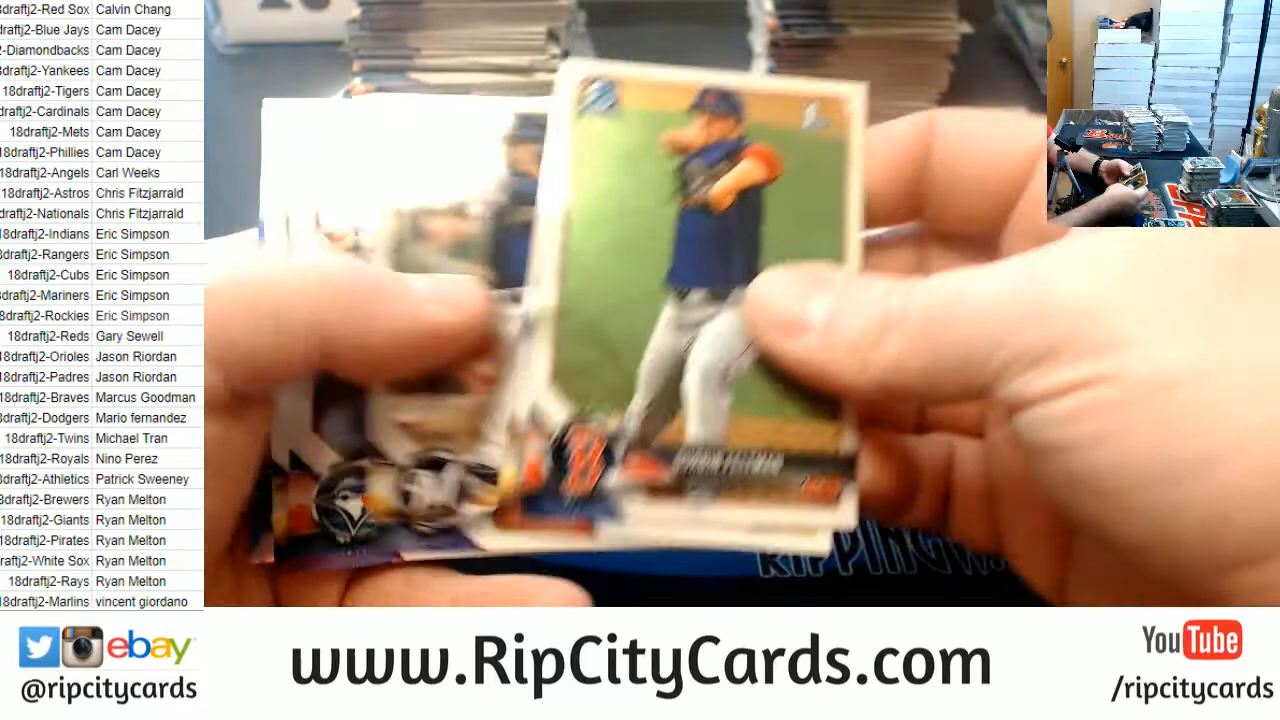 8draftj2-Red Sox Calvin Chang
draftj2-Blue Jays Cam Dacey
2-Diamondbacks Cam Dacey
8draftj2-Yankees Cam Dacey
18draftj2-Tigers Cam Dacey
draftj2-Cardinals Cam Dacey
18draftj2-Mets Cam Dacey
8draftj2-Phillies Cam Dacey
18draftj2-Angels Carl Weeks
18draftj2-Astros Chris Fitzjarrald
draftj2-Nationals Chris Fitzjarrald
18draftj2-Indians Eric Simpson
8draftj2-Rangers Eric Simpson
18draftj2-Cubs Eric Simpson
draftj2-Mariners Eric Simpson
8draftj2-Rockies Eric Simpson
18draftj2-Reds Gary Sewell
18draftj2-Orioles Jason Riordan
18draftj2-Padres Jason Riordan
18draftj2-Braves Marcus Goodman
8draftj2-Dodgers Mario fernandez
18draftj2-Twins Michael Tran
18draftj2-Royals Nino Perez
8draftj2-Athletics Patrick Sweeney
8draftj2-Brewers Ryan Melton
18draftj2-Giants Ryan Melton
18draftj2-Pirates Ryan Melton
raftj2-White Sox Ryan Melton
18draftj2-Rays Ryan Melton
18draftj2-Marlins vincent giordano
RIPPINGW
ebay
@ripcitycards
www.RipCityCards.com
YouTube
/ripcitycards